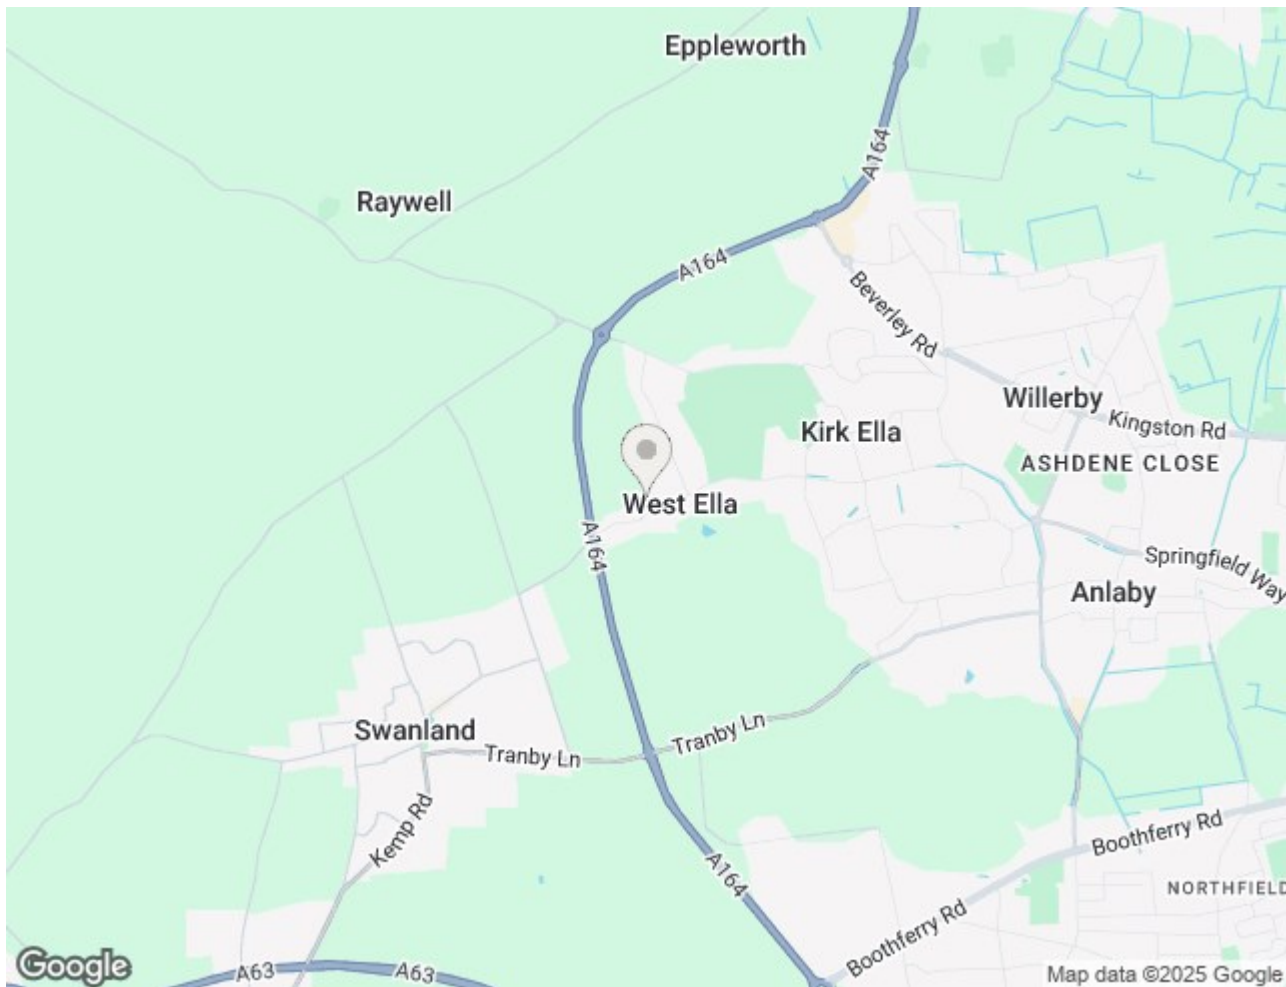 Eppleworth
A164
Raywell
A164
Beverley Rd
Willerby
Kingston Rd
Kirk Ella
ASHDENE CLOSE
West Ella
A164
Springfield Way
Anlaby
Swanland
Tranby Ln
Tranby Ln
Kemp Rd
Boothferry Rd
A164
NORTHFIELD
Boothferry Rd
A63
A63
Google
Map data ©2025 Google